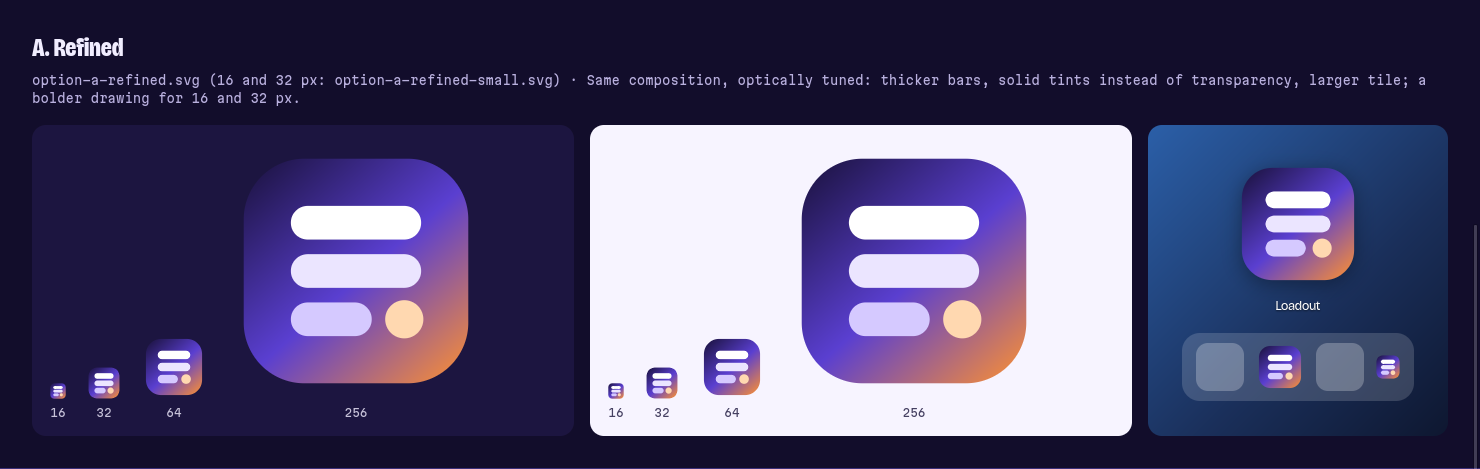 A. Refined
option-a-refined.svg (16 and 32 px: option-a-refined-small.svg) · Same composition, optically tuned: thicker bars, solid tints instead of transparency, larger tile; a
bolder drawing for 16 and 32 px.
16 32 64 256
16 32 64 256
Loadout